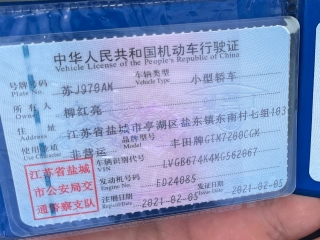 中华人民共和国机动车行驶证
Vehicle License of the People's Republic of China
号牌号码 苏J970AM 车辆类型 小型轿车
Plate No. Vehicle Type
所有人 柳红亮
Owner
住址 江苏省盐城市亭湖区盐东镇东南村七组103
使用性质 非营运 品牌型号 丰田牌GTM7200CGM
Use Character
车辆识别代号 LVGB674K4MG562067
VIN
发动机号码 ED24085
Engine No.
注册日期 2021-02-05 发证日期 2021-02-05
江苏省盐城
市公安局交
通警察支队